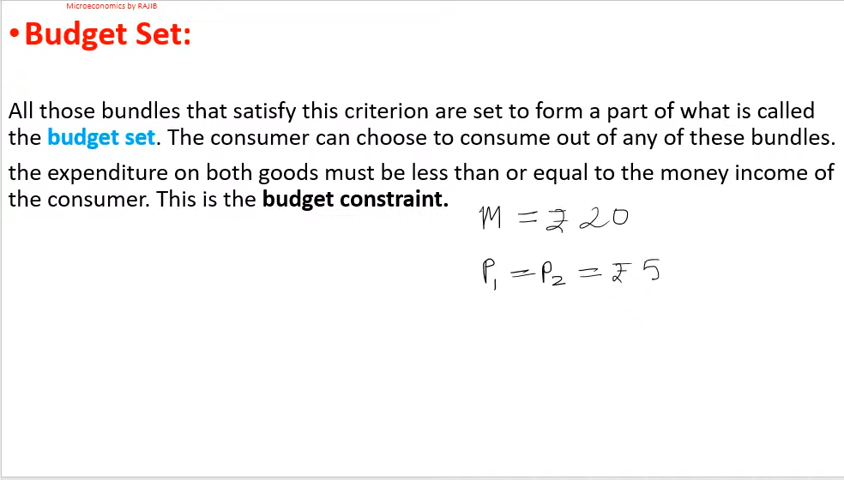 Microeconomics by RAJIB
•Budget Set:
All those bundles that satisfy this criterion are set to form a part of what is called
the budget set. The consumer can choose to consume out of any of these bundles.
the expenditure on both goods must be less than or equal to the money income of
the consumer. This is the budget constraint.
M = ₹ 20
P₁ = P₂ = ₹ 5